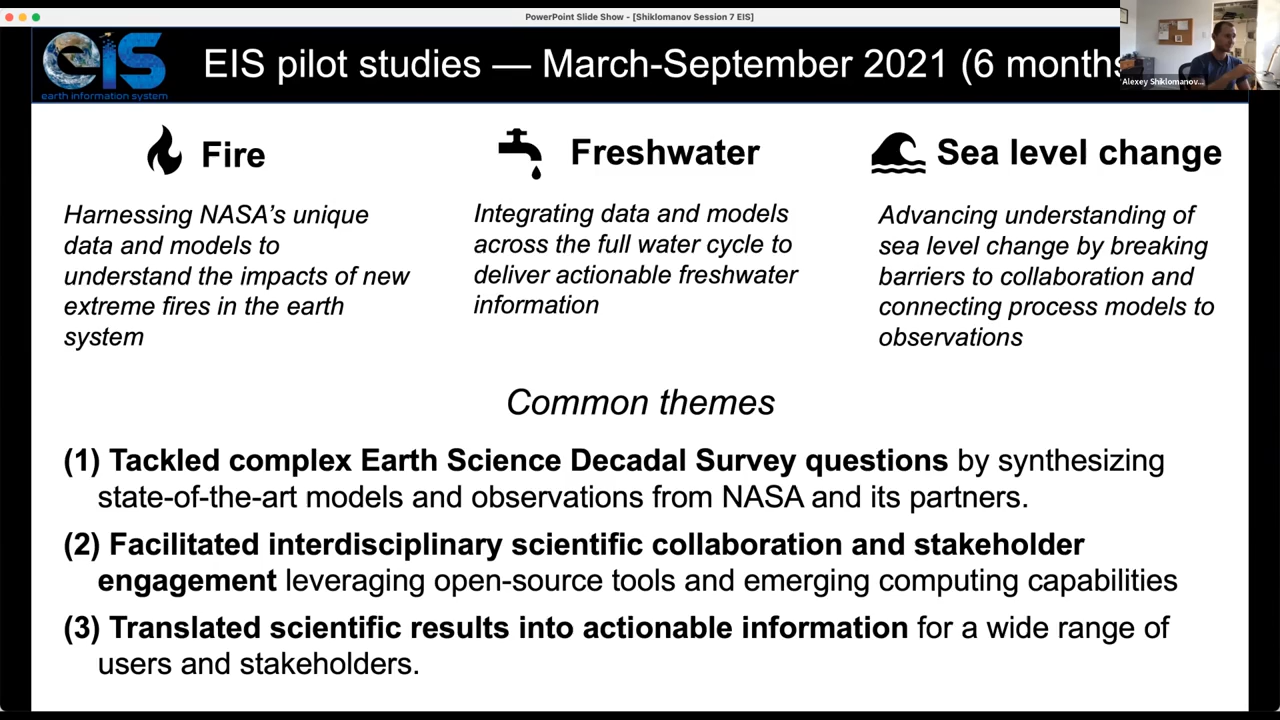 PowerPoint Slide Show - [Shiklomanov Session 7 EIS]
eis
earth information system
EIS pilot studies — March-September 2021 (6 months
Alexey Shiklomanov...
Fire
Harnessing NASA's unique
data and models to
understand the impacts of new
extreme fires in the earth
system
Freshwater
Integrating data and models
across the full water cycle to
deliver actionable freshwater
information
Sea level change
Advancing understanding of
sea level change by breaking
barriers to collaboration and
connecting process models to
observations
Common themes
(1) Tackled complex Earth Science Decadal Survey questions by synthesizing
state-of-the-art models and observations from NASA and its partners.
(2) Facilitated interdisciplinary scientific collaboration and stakeholder
engagement leveraging open-source tools and emerging computing capabilities
(3) Translated scientific results into actionable information for a wide range of
users and stakeholders.